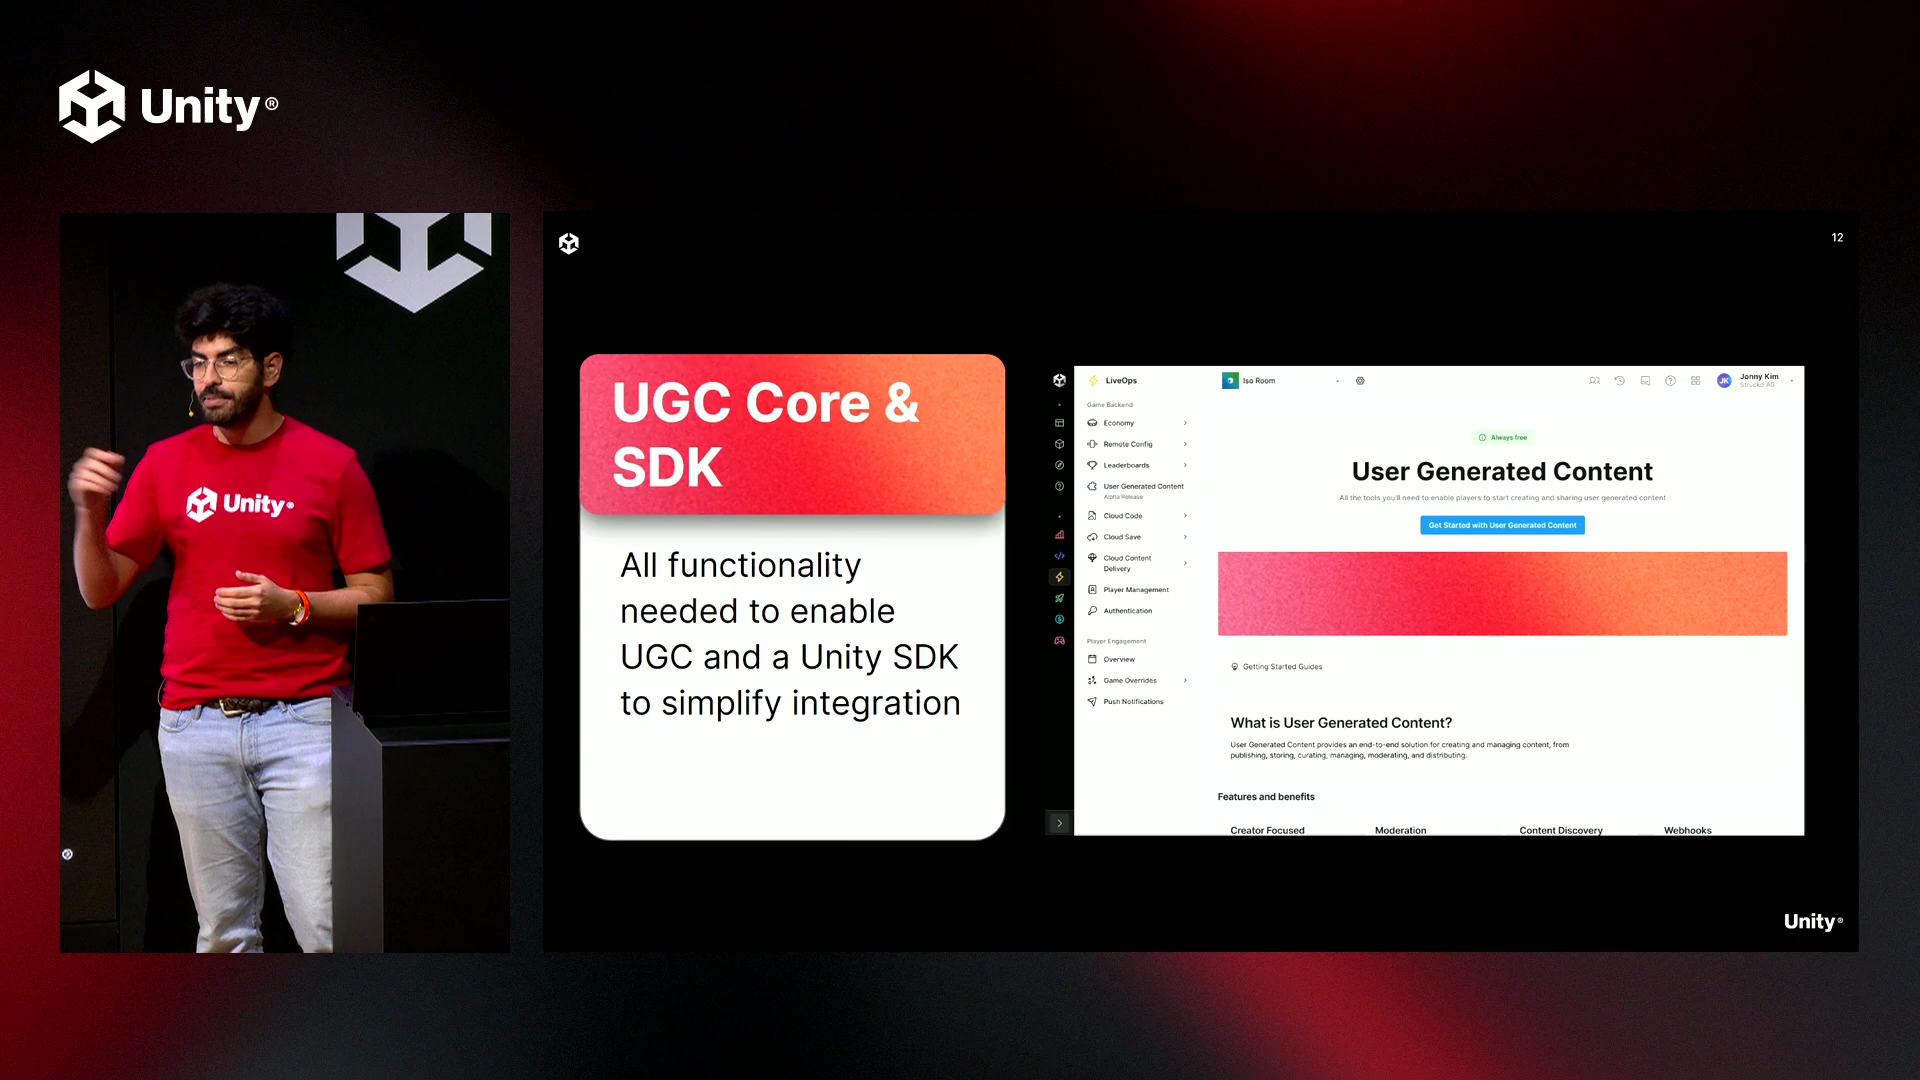 Unity®
Unity®
12
UGC Core &
SDK
All functionality
needed to enable
UGC and a Unity SDK
to simplify integration
LiveOps
Game Backend
Economy
Remote Config
Leaderboards
User Generated Content
Alpha Release
Cloud Code
Cloud Save
Cloud Content
Delivery
Player Management
Authentication
Player Engagement
Overview
Game Overrides
Push Notifications
Iso Room
JK
Jonny Kim
Struckd AG
Always free
User Generated Content
All the tools you'll need to enable players to start creating and sharing user generated content
Get Started with User Generated Content
Getting Started Guides
What is User Generated Content?
User Generated Content provides an end-to-end solution for creating and managing content, from
publishing, storing, curating, managing, moderating, and distributing.
Features and benefits
Creator Focused
Moderation
Content Discovery
Webhooks
Unity®